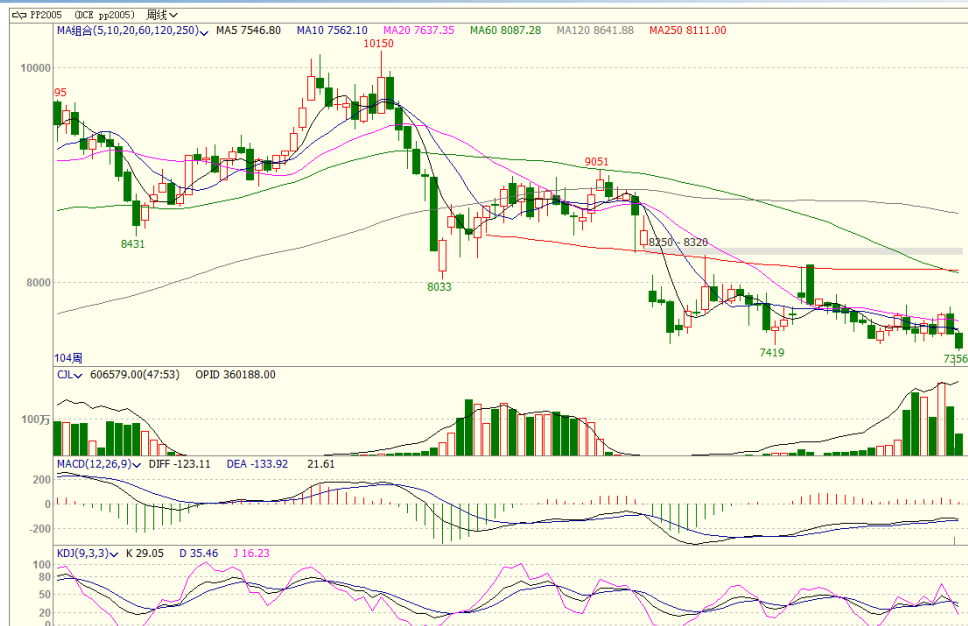 PP2005 (DCE pp2005) 周线
MA组合(5,10,20,60,120,250) MA5 7546.80 MA10 7562.10 MA20 7637.35 MA60 8087.28 MA120 8641.88 MA250 8111.00
10150
10000
95
9051
8431
8250 - 8320
8000
8033
7419
7356
104周
CJL 606579.00(47:53) OPID 360188.00
100万
MACD(12,26,9) DIFF -123.11 DEA -133.92 21.61
200
0
-200
KDJ(9,3,3) K 29.05 D 35.46 J 16.23
100
80
50
20
0